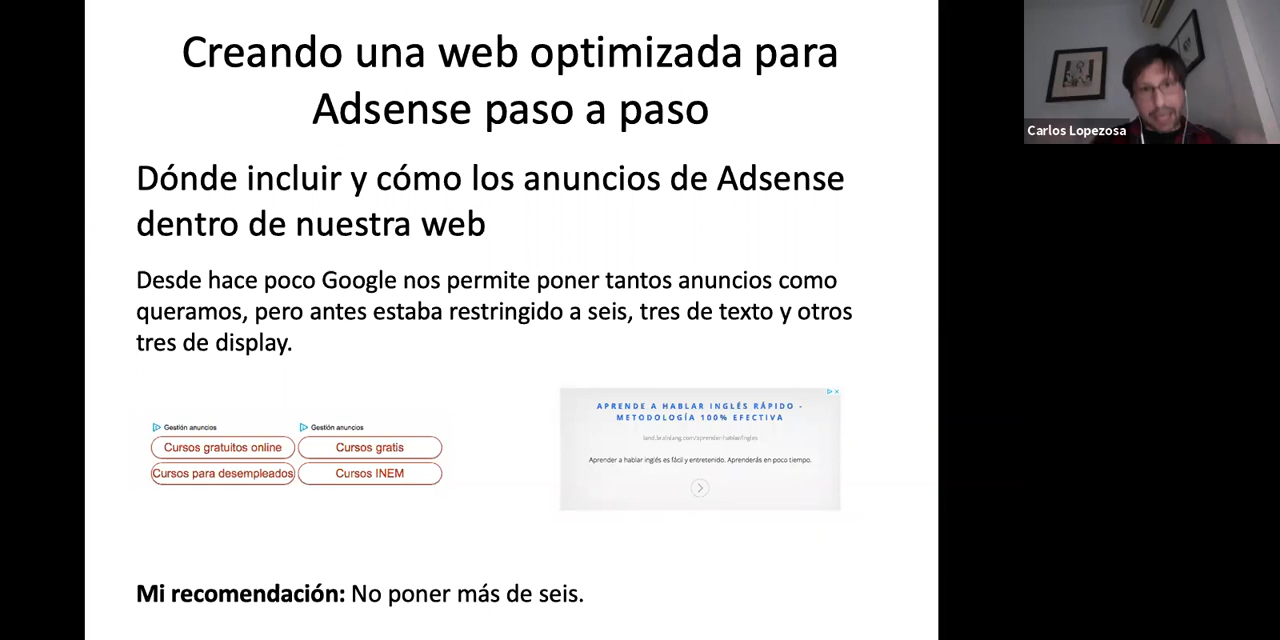 Creando una web optimizada para
Adsense paso a paso
Carlos Lopezosa
Dónde incluir y cómo los anuncios de Adsense
dentro de nuestra web
Desde hace poco Google nos permite poner tantos anuncios como
queramos, pero antes estaba restringido a seis, tres de texto y otros
tres de display.
Gestión anuncios
Gestión anuncios
Cursos gratuitos online
Cursos gratis
Cursos para desempleados
Cursos INEM
APRENDE A HABLAR INGLÉS RÁPIDO -
METODOLOGÍA 100% EFECTIVA
Aprender a hablar inglés es fácil y entretenido. Aprenderás en poco tiempo.
Mi recomendación: No poner más de seis.